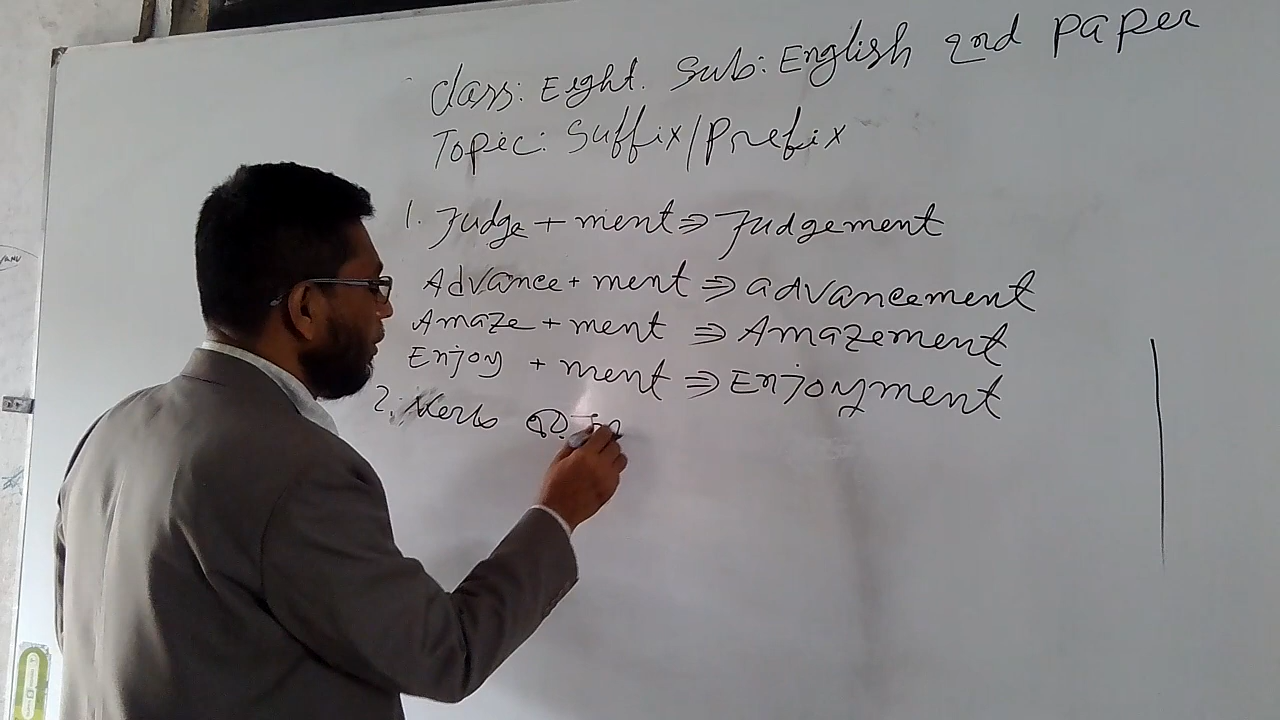 Class: Eight. Sub: English 2nd paper
Topic: Suffix/Prefix
1. Judge + ment ⇒ Judgement
Advance + ment ⇒ advancement
Amaze + ment ⇒ Amazement
Enjoy + ment ⇒ Enjoyment
2. Verb